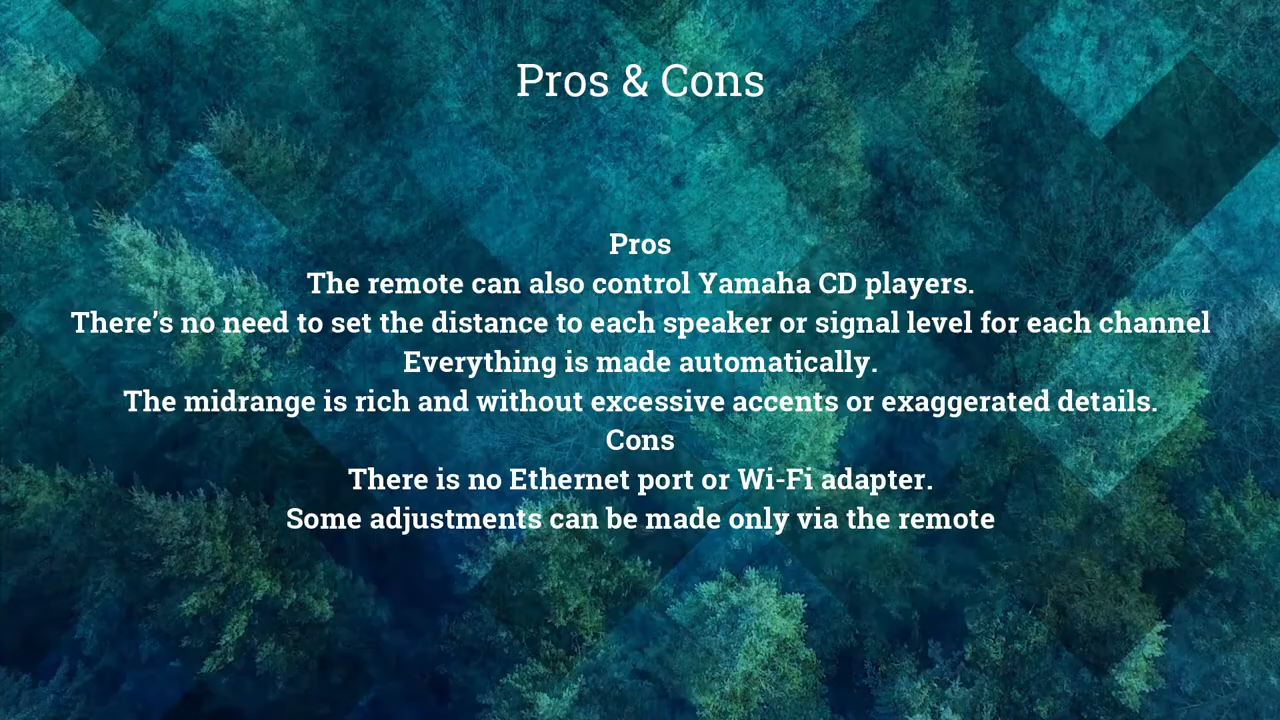 Pros & Cons
Pros
The remote can also control Yamaha CD players.
There’s no need to set the distance to each speaker or signal level for each channel
Everything is made automatically.
The midrange is rich and without excessive accents or exaggerated details.
Cons
There is no Ethernet port or Wi-Fi adapter.
Some adjustments can be made only via the remote